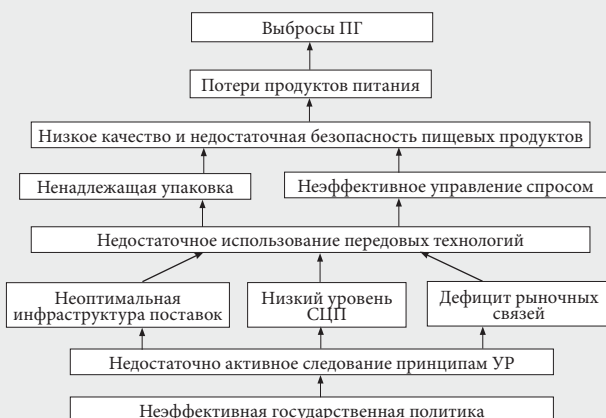 Выбросы ПГ
Потери продуктов питания
Низкое качество и недостаточная безопасность пищевых продуктов
Ненадлежащая упаковка
Неэффективное управление спросом
Недостаточное использование передовых технологий
Неоптимальная
инфраструктура поставок
Низкий уровень
СЦП
Дефицит рыночных
связей
Недостаточно активное следование принципам УР
Неэффективная государственная политика